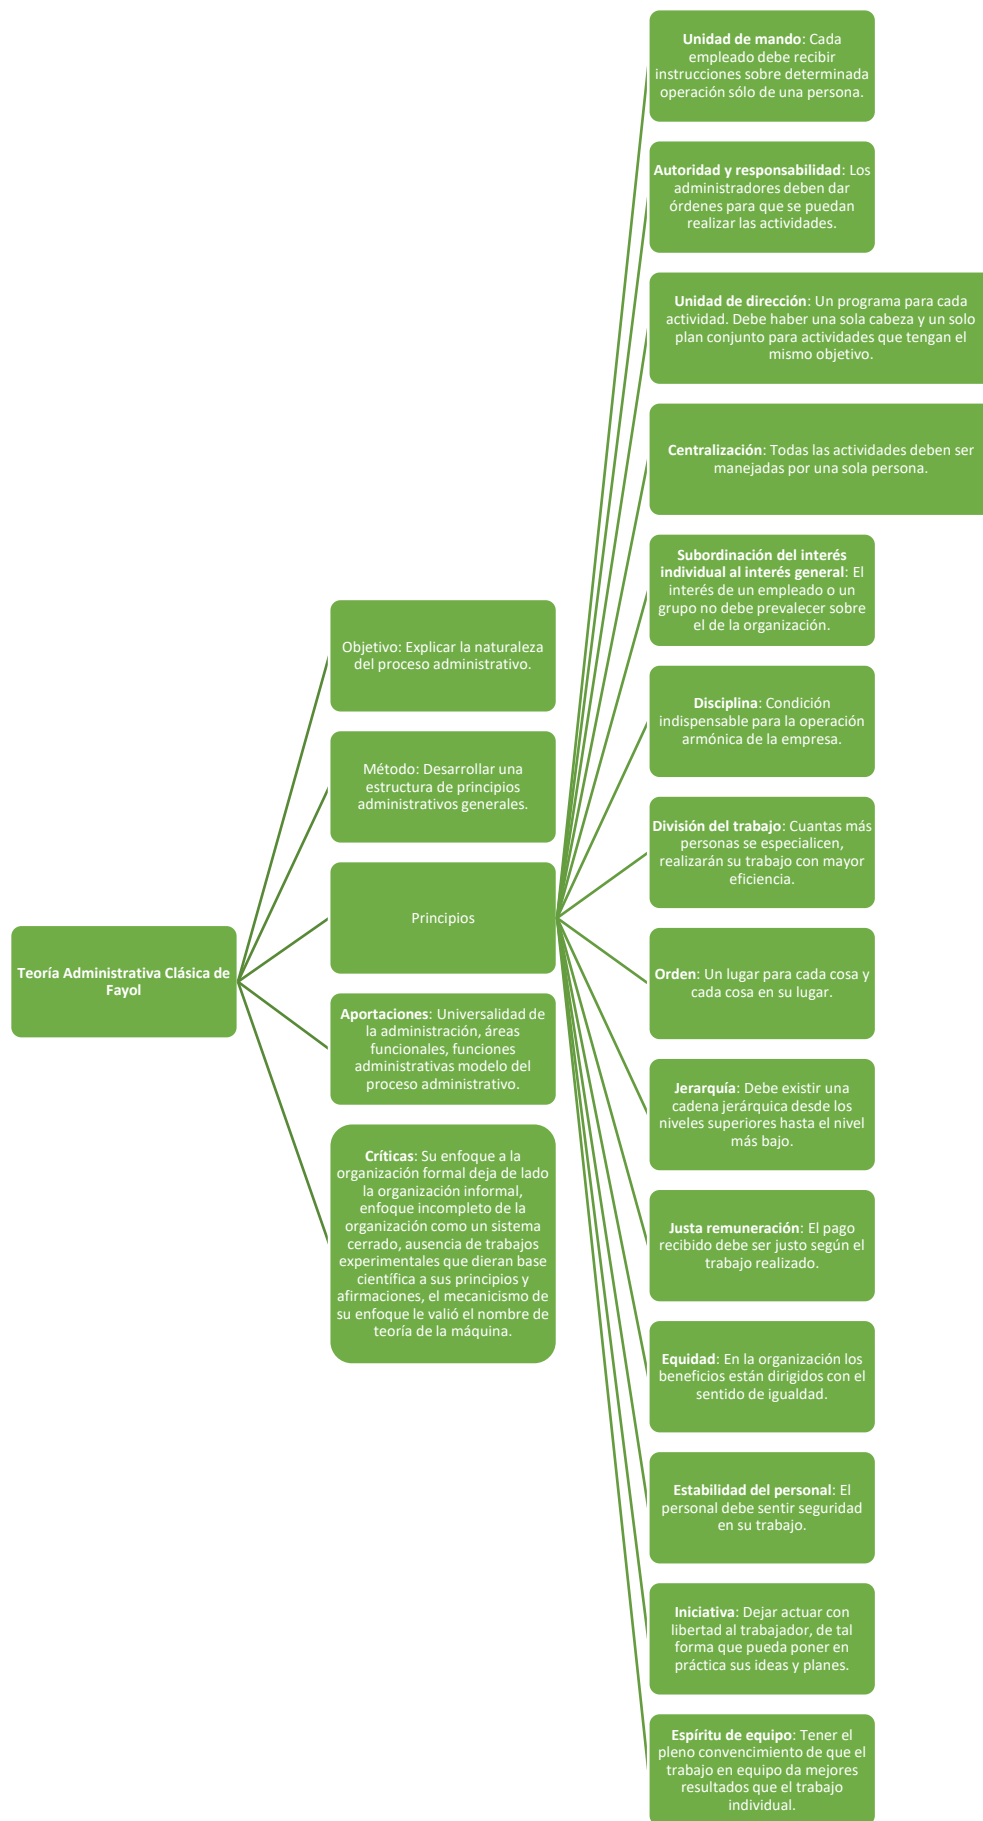 Teoría Administrativa Clásica de
Fayol
Objetivo: Explicar la naturaleza
del proceso administrativo.
Método: Desarrollar una
estructura de principios
administrativos generales.
Principios
Aportaciones: Universalidad de
la administración, áreas
funcionales, funciones
administrativas modelo del
proceso administrativo.
Críticas: Su enfoque a la
organización formal deja de lado
la organización informal,
enfoque incompleto de la
organización como un sistema
cerrado, ausencia de trabajos
experimentales que dieran base
científica a sus principios y
afirmaciones, el mecanicismo de
su enfoque le valió el nombre de
teoría de la máquina.
Unidad de mando: Cada
empleado debe recibir
instrucciones sobre determinada
operación sólo de una persona.
Autoridad y responsabilidad: Los
administradores deben dar
órdenes para que se puedan
realizar las actividades.
Unidad de dirección: Un programa para cada
actividad. Debe haber una sola cabeza y un solo
plan conjunto para actividades que tengan el
mismo objetivo.
Centralización: Todas las actividades deben ser
manejadas por una sola persona.
Subordinación del interés
individual al interés general: El
interés de un empleado o un
grupo no debe prevalecer sobre
el de la organización.
Disciplina: Condición
indispensable para la operación
armónica de la empresa.
División del trabajo: Cuantas más
personas se especialicen,
realizarán su trabajo con mayor
eficiencia.
Orden: Un lugar para cada cosa y
cada cosa en su lugar.
Jerarquía: Debe existir una
cadena jerárquica desde los
niveles superiores hasta el nivel
más bajo.
Justa remuneración: El pago
recibido debe ser justo según el
trabajo realizado.
Equidad: En la organización los
beneficios están dirigidos con el
sentido de igualdad.
Estabilidad del personal: El
personal debe sentir seguridad
en su trabajo.
Iniciativa: Dejar actuar con
libertad al trabajador, de tal
forma que pueda poner en
práctica sus ideas y planes.
Espíritu de equipo: Tener el
pleno convencimiento de que el
trabajo en equipo da mejores
resultados que el trabajo
individual.